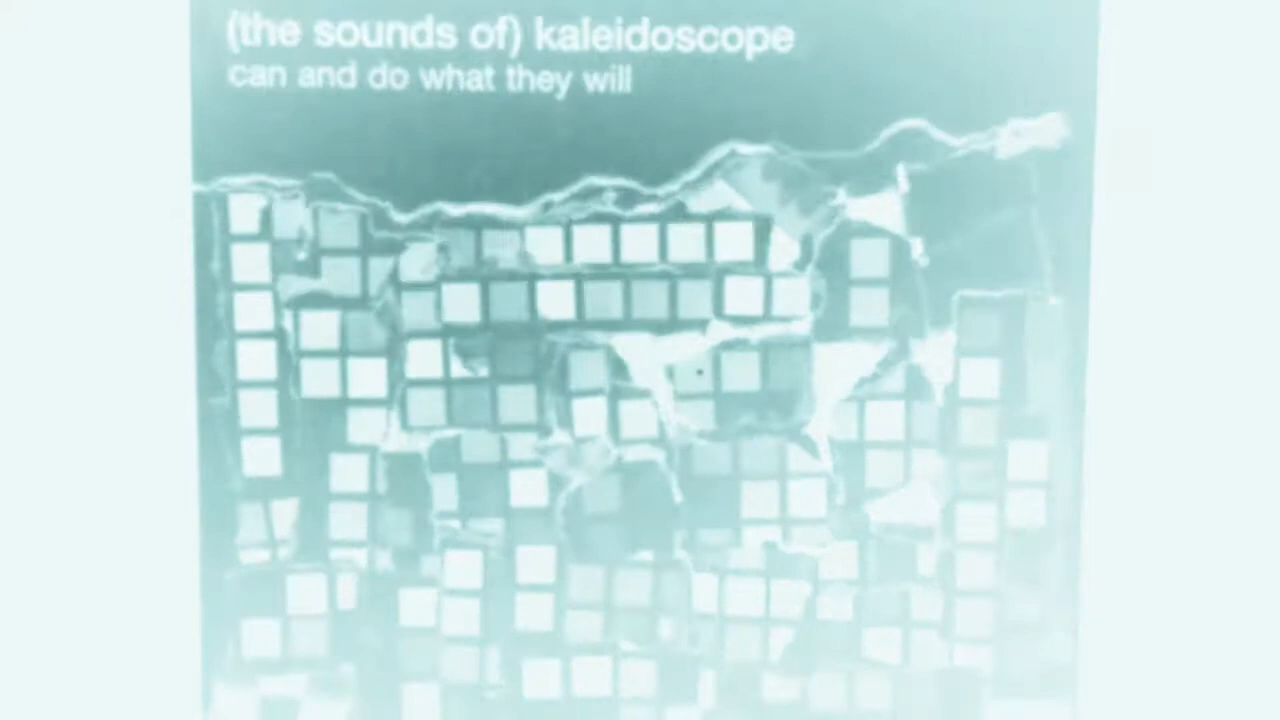 (the sounds of) kaleidoscope
can and do what they will